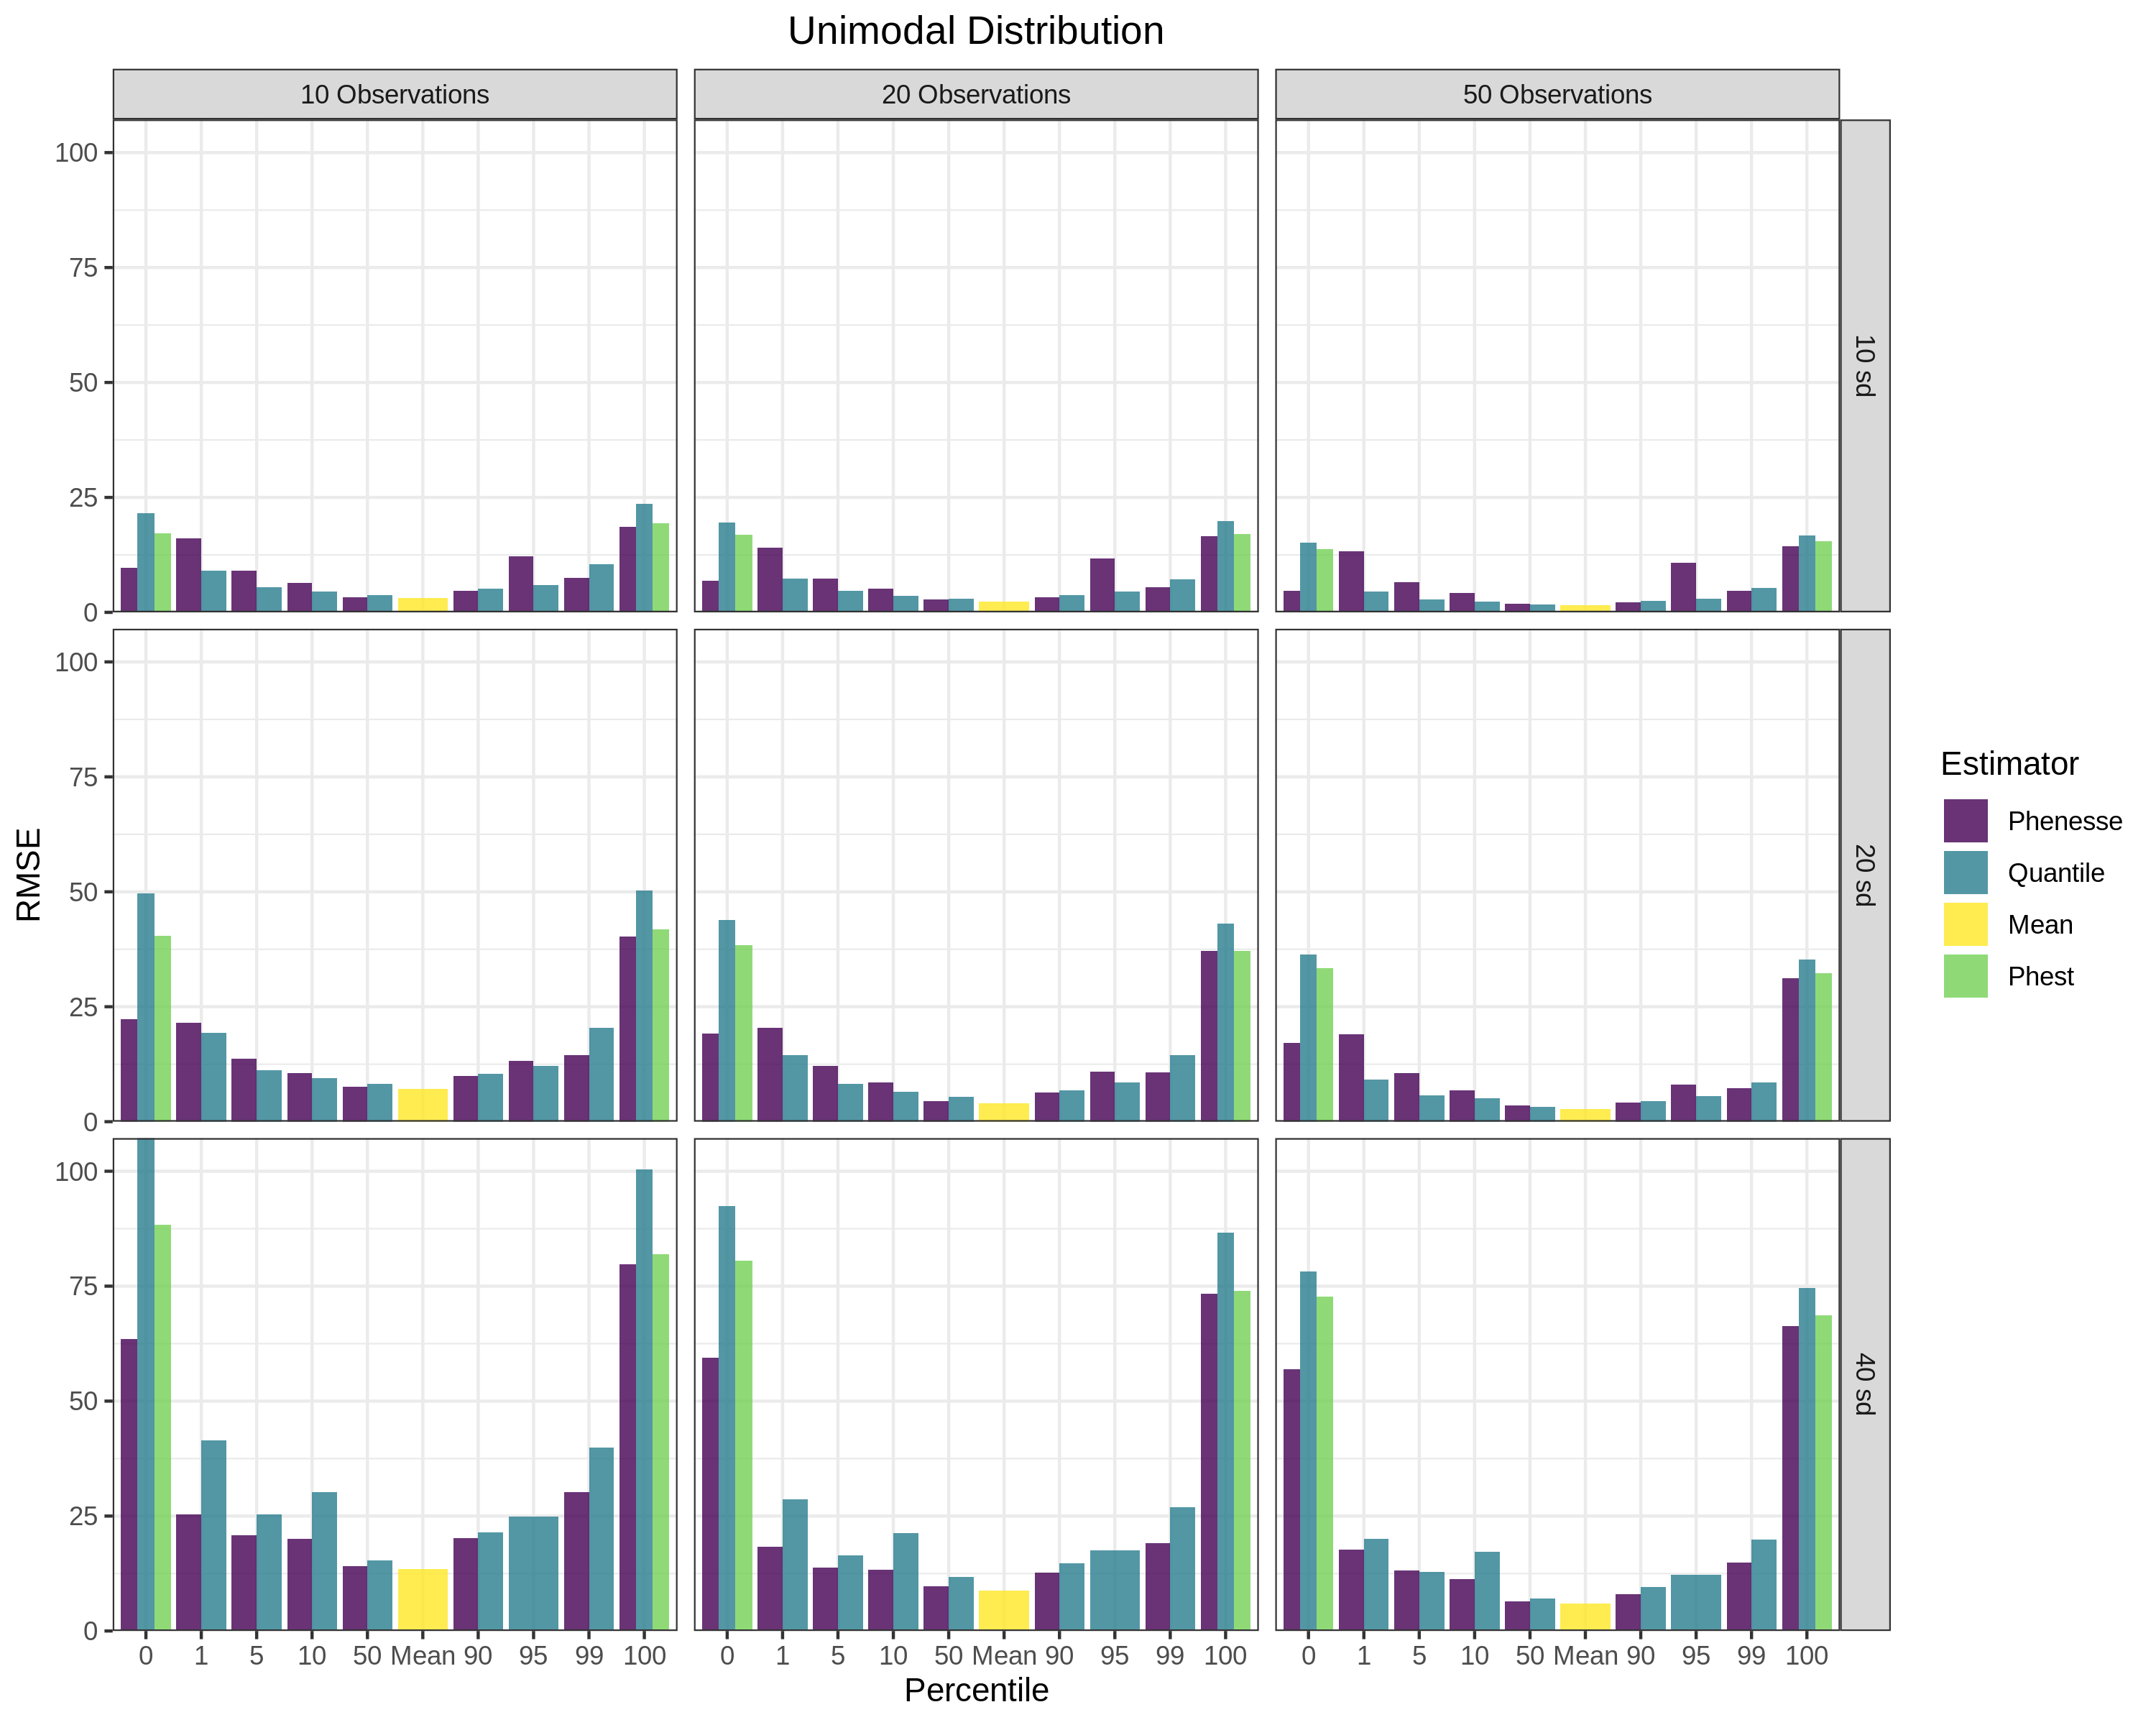 Unimodal Distribution
10 Observations 20 Observations 50 Observations
100
75
50
25
0
10 sd
100
75
50
25
0
20 sd
100
75
50
25
0
40 sd
RMSE
0 1 5 10 50 Mean 90 95 99 100 0 1 5 10 50 Mean 90 95 99 100 0 1 5 10 50 Mean 90 95 99 100
Percentile
Estimator
Phenesse
Quantile
Mean
Phest